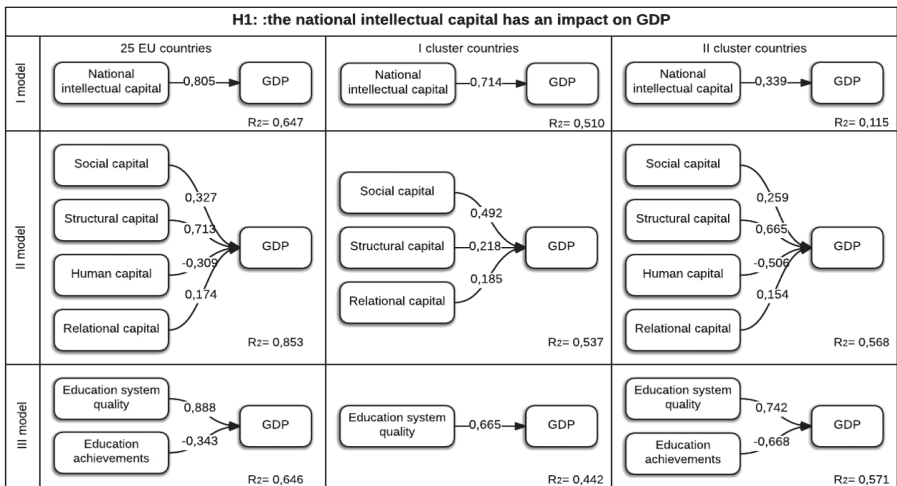 H1: :the national intellectual capital has an impact on GDP
25 EU countries
I cluster countries
II cluster countries
I model
National
intellectual capital
0,805
GDP
R2= 0,647
National
intellectual capital
0,714
GDP
R2= 0,510
National
intellectual capital
0,339
GDP
R2= 0,115
II model
Social capital
Structural capital
Human capital
Relational capital
0,327
0,713
-0,309
0,174
GDP
R2= 0,853
Social capital
Structural capital
Relational capital
0,492
0,218
0,185
GDP
R2= 0,537
Social capital
Structural capital
Human capital
Relational capital
0,259
0,665
-0,506
0,154
GDP
R2= 0,568
III model
Education system
quality
Education
achievements
0,888
-0,343
GDP
R2= 0,646
Education system
quality
0,665
GDP
R2= 0,442
Education system
quality
Education
achievements
0,742
-0,668
GDP
R2= 0,571